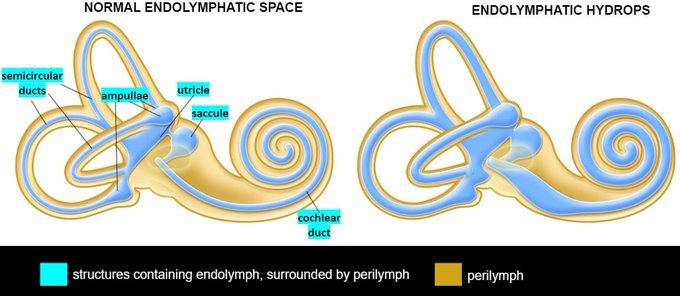 NORMAL ENDOLYMPHATIC SPACE
ENDOLYMPHATIC HYDROPS
semicircular
ducts
ampullae
utricle
saccule
cochlear
duct
structures containing endolymph, surrounded by perilymph
perilymph